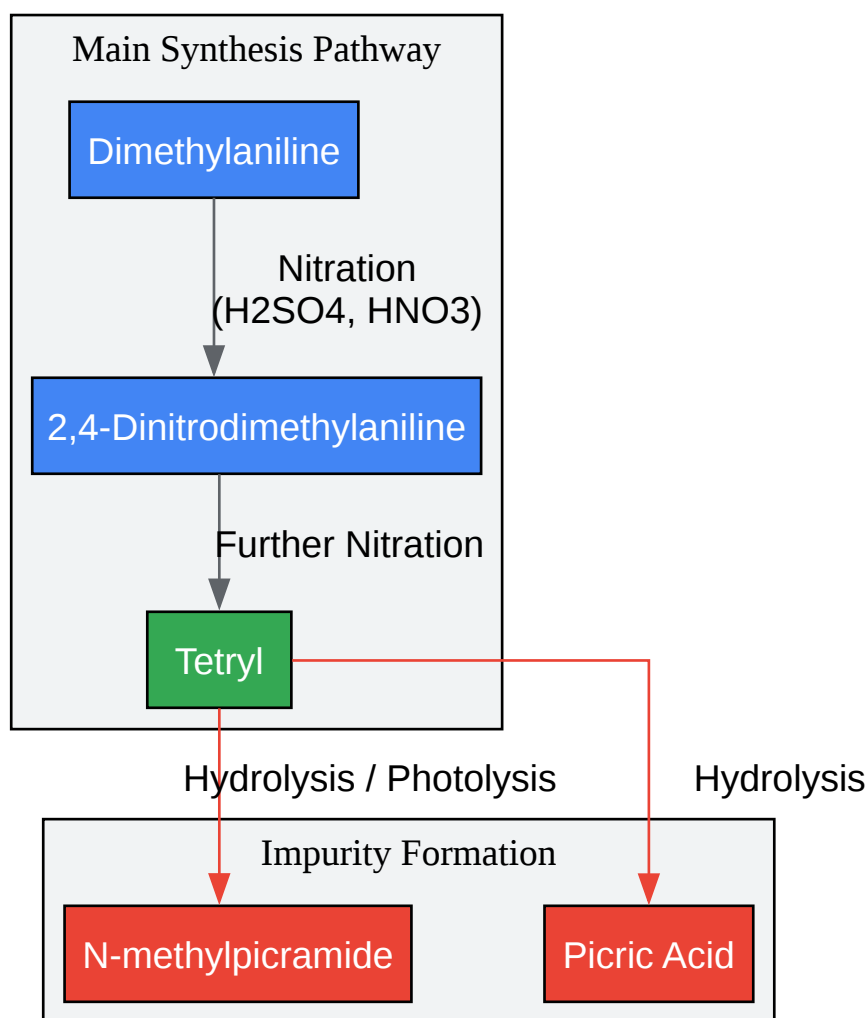 Main Synthesis Pathway
Dimethylaniline
Nitration
(H2SO4, HNO3)
2,4-Dinitrodimethylaniline
Further Nitration
Tetryl
Hydrolysis / Photolysis
Hydrolysis
Impurity Formation
N-methylpicramide
Picric Acid